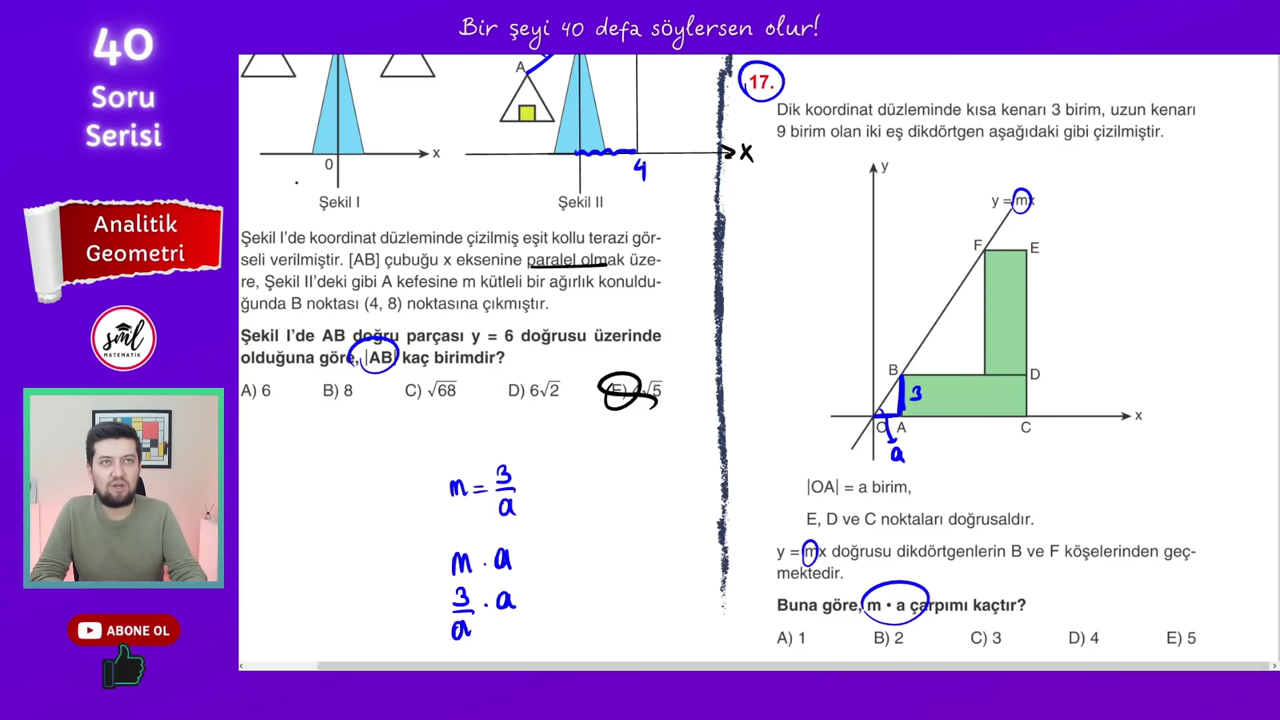 Bir şeyi 40 defa söylersen olur!
40
Soru
Serisi
Analitik
Geometri
sml
MATEMATİK
ABONE OL
x
0
Şekil I
A
4
x
Şekil II
Şekil I'de koordinat düzleminde çizilmiş eşit kollu terazi gör-
seli verilmiştir. [AB] çubuğu x eksenine paralel olmak üze-
re, Şekil II'deki gibi A kefesine m kütleli bir ağırlık konuldu-
ğunda B noktası (4, 8) noktasına çıkmıştır.
Şekil I'de AB doğru parçası y = 6 doğrusu üzerinde
olduğuna göre, |AB| kaç birimdir?
A) 6 B) 8 C) √68 D) 6√2 E) √5
m = 3/a
m . a
3/a . a
17.
Dik koordinat düzleminde kısa kenarı 3 birim, uzun kenarı
9 birim olan iki eş dikdörtgen aşağıdaki gibi çizilmiştir.
y
y = mx
F E
B D
3
O A C x
a
|OA| = a birim,
E, D ve C noktaları doğrusaldır.
y = mx doğrusu dikdörtgenlerin B ve F köşelerinden geç-
mektedir.
Buna göre, m • a çarpımı kaçtır?
A) 1 B) 2 C) 3 D) 4 E) 5